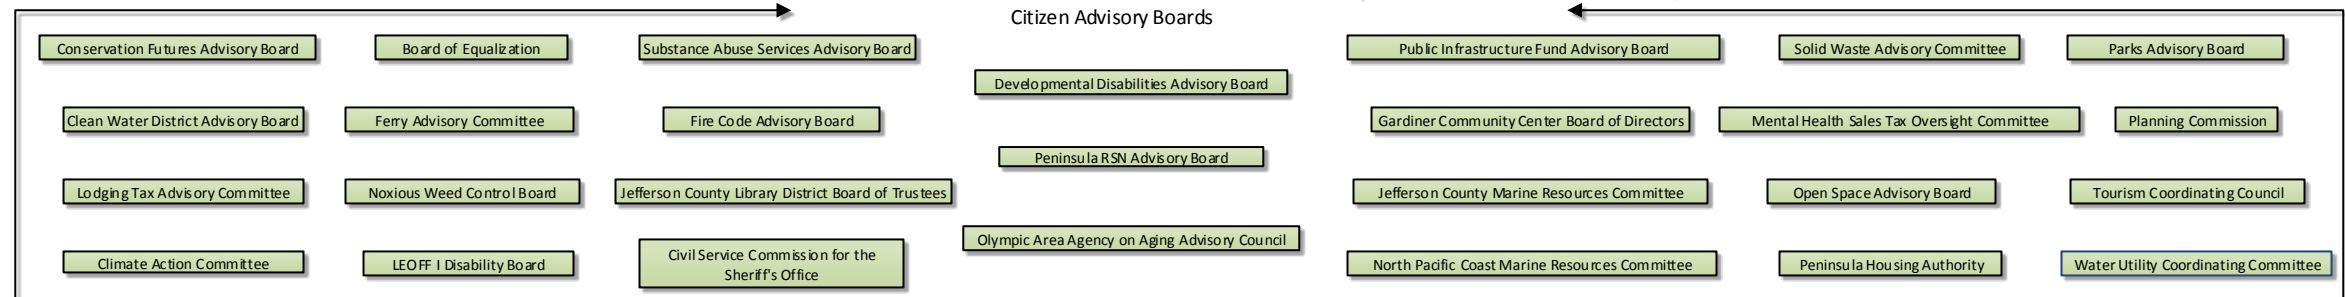 Citizen Advisory Boards
Conservation Futures Advisory Board
Board of Equalization
Substance Abuse Services Advisory Board
Public Infrastructure Fund Advisory Board
Solid Waste Advisory Committee
Parks Advisory Board
Developmental Disabilities Advisory Board
Clean Water District Advisory Board
Ferry Advisory Committee
Fire Code Advisory Board
Gardiner Community Center Board of Directors
Mental Health Sales Tax Oversight Committee
Planning Commission
Peninsula RSN Advisory Board
Lodging Tax Advisory Committee
Noxious Weed Control Board
Jefferson County Library District Board of Trustees
Jefferson County Marine Resources Committee
Open Space Advisory Board
Tourism Coordinating Council
Olympic Area Agency on Aging Advisory Council
Climate Action Committee
LEOFF I Disability Board
Civil Service Commission for the
Sheriff's Office
North Pacific Coast Marine Resources Committee
Peninsula Housing Authority
Water Utility Coordinating Committee